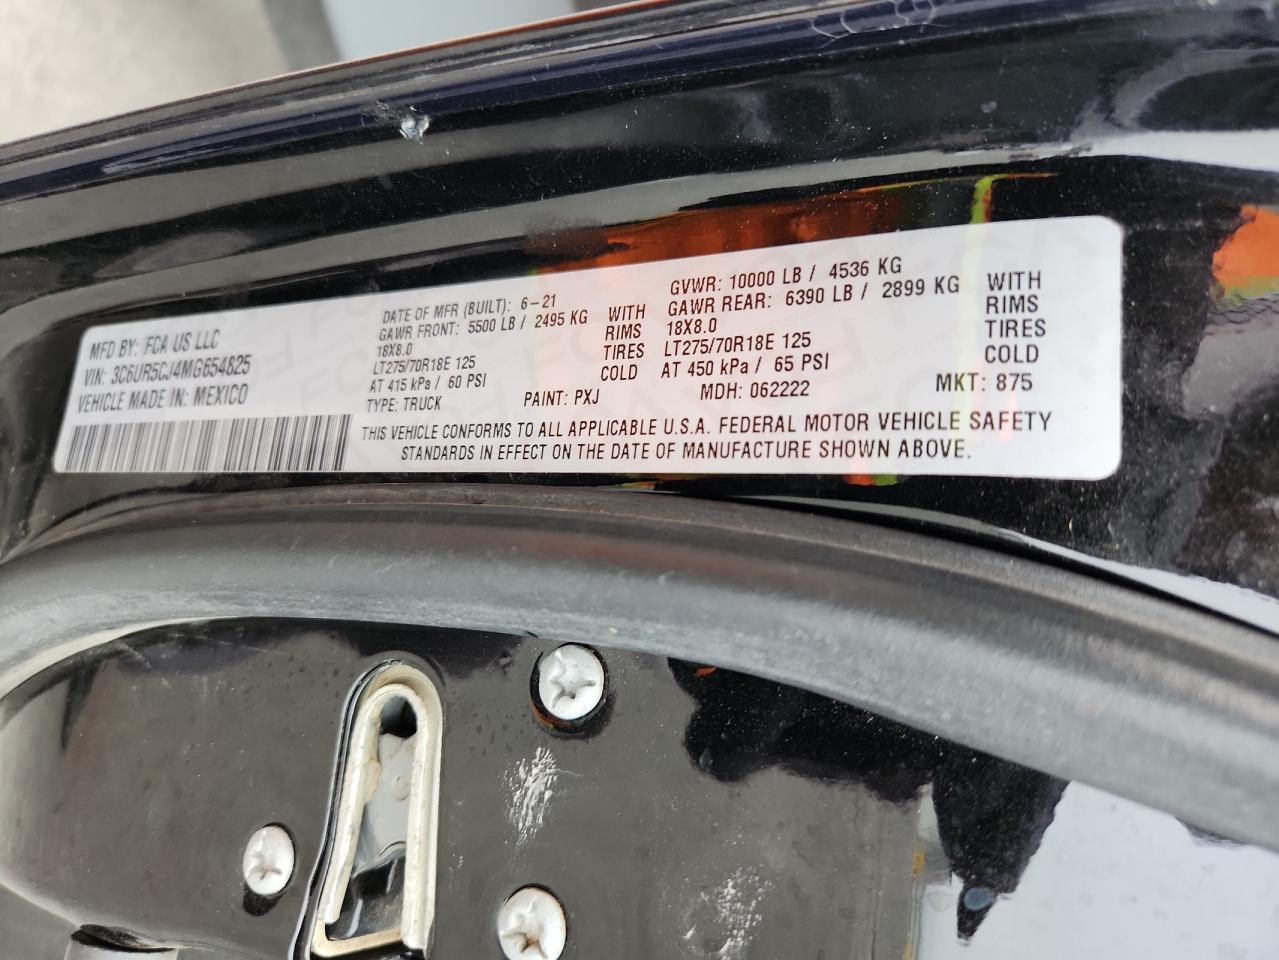 MFD BY: FCA US LLC
VIN: 3C6UR5CJ4MG654825
VEHICLE MADE IN: MEXICO
DATE OF MFR (BUILT): 6-21
GAWR FRONT: 5500 LB / 2495 KG WITH
18X8.0 RIMS
LT275/70R18E 125 TIRES
AT 415 kPa / 60 PSI COLD
TYPE: TRUCK PAINT: PXJ
GVWR: 10000 LB / 4536 KG
GAWR REAR: 6390 LB / 2899 KG WITH
18X8.0 RIMS
LT275/70R18E 125 TIRES
AT 450 kPa / 65 PSI COLD
MDH: 062222 MKT: 875
THIS VEHICLE CONFORMS TO ALL APPLICABLE U.S.A. FEDERAL MOTOR VEHICLE SAFETY
STANDARDS IN EFFECT ON THE DATE OF MANUFACTURE SHOWN ABOVE.